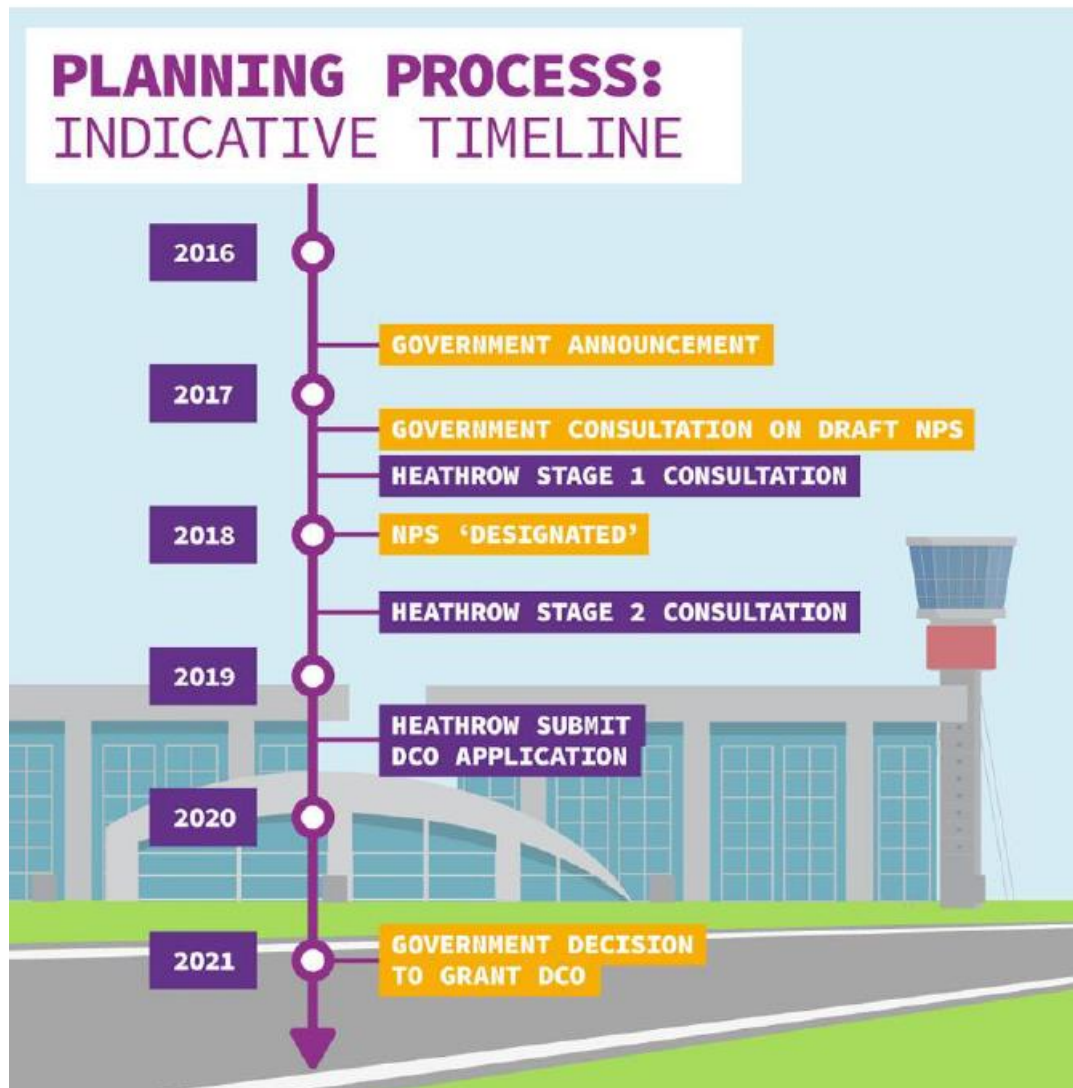 PLANNING PROCESS:
INDICATIVE TIMELINE
2016
GOVERNMENT ANNOUNCEMENT
2017
GOVERNMENT CONSULTATION ON DRAFT NPS
HEATHROW STAGE 1 CONSULTATION
2018
NPS ‘DESIGNATED’
HEATHROW STAGE 2 CONSULTATION
2019
HEATHROW SUBMIT
DCO APPLICATION
2020
2021
GOVERNMENT DECISION
TO GRANT DCO